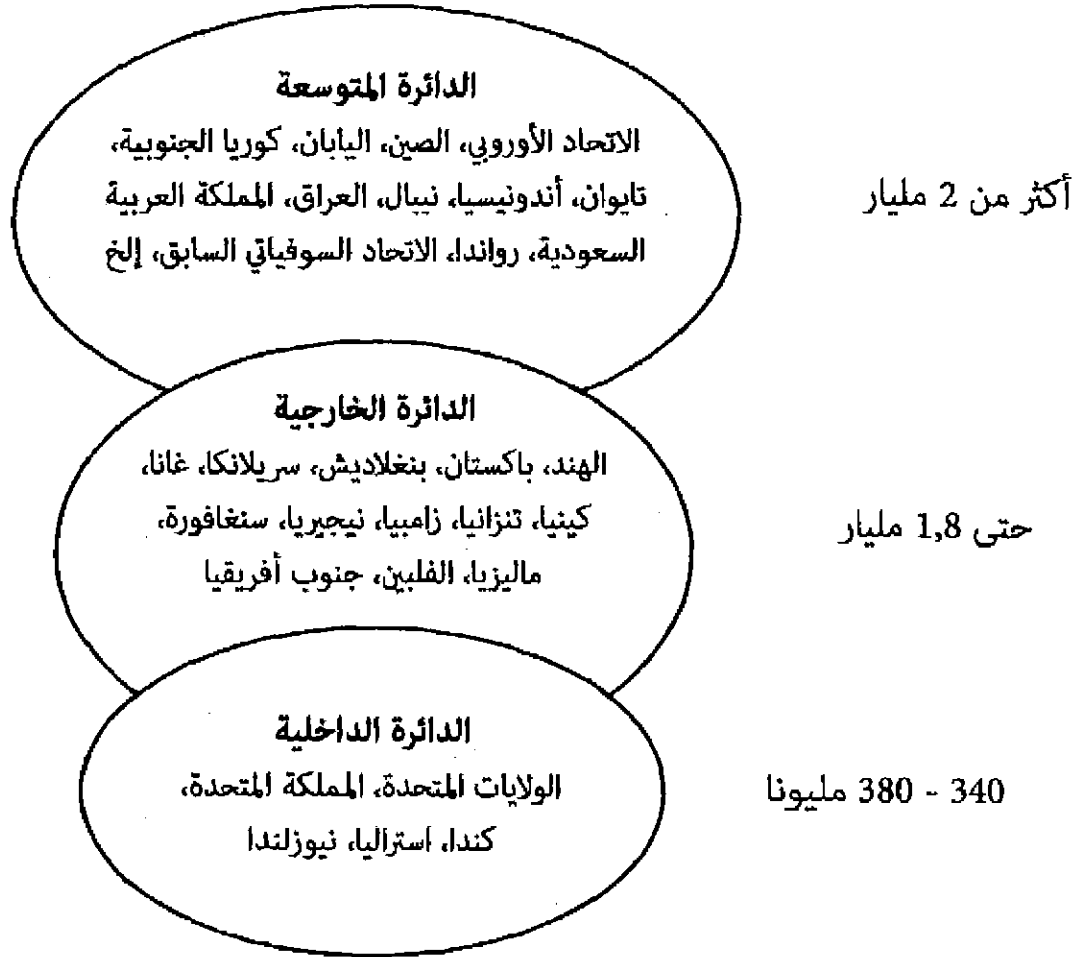 الدائرة المتوسعة
الاتحاد الأوروبي، الصين، اليابان، كوريا الجنوبية،
تايوان، أندونيسيا، نيبال، العراق، المملكة العربية
السعودية، رواندا، الاتحاد السوفياتي السابق، إلخ
أكثر من 2 مليار
الدائرة الخارجية
الهند، باكستان، بنغلاديش، سريلانكا، غانا،
كينيا، تنزانيا، زامبيا، نيجيريا، سنغافورة،
ماليزيا، الفلبين، جنوب أفريقيا
حتى 1,8 مليار
الدائرة الداخلية
الولايات المتحدة، المملكة المتحدة،
كندا، استراليا، نيوزلندا
340 - 380 مليونا